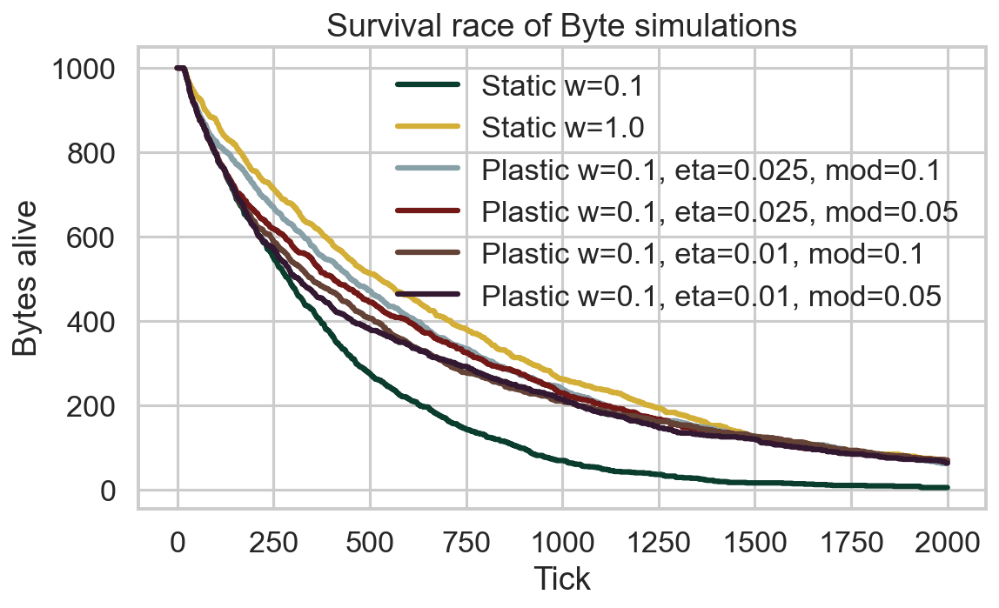 Survival race of Byte simulations
1000
800
600
400
200
0
Bytes alive
Static w=0.1
Static w=1.0
Plastic w=0.1, eta=0.025, mod=0.1
Plastic w=0.1, eta=0.025, mod=0.05
Plastic w=0.1, eta=0.01, mod=0.1
Plastic w=0.1, eta=0.01, mod=0.05
0 250 500 750 1000 1250 1500 1750 2000
Tick